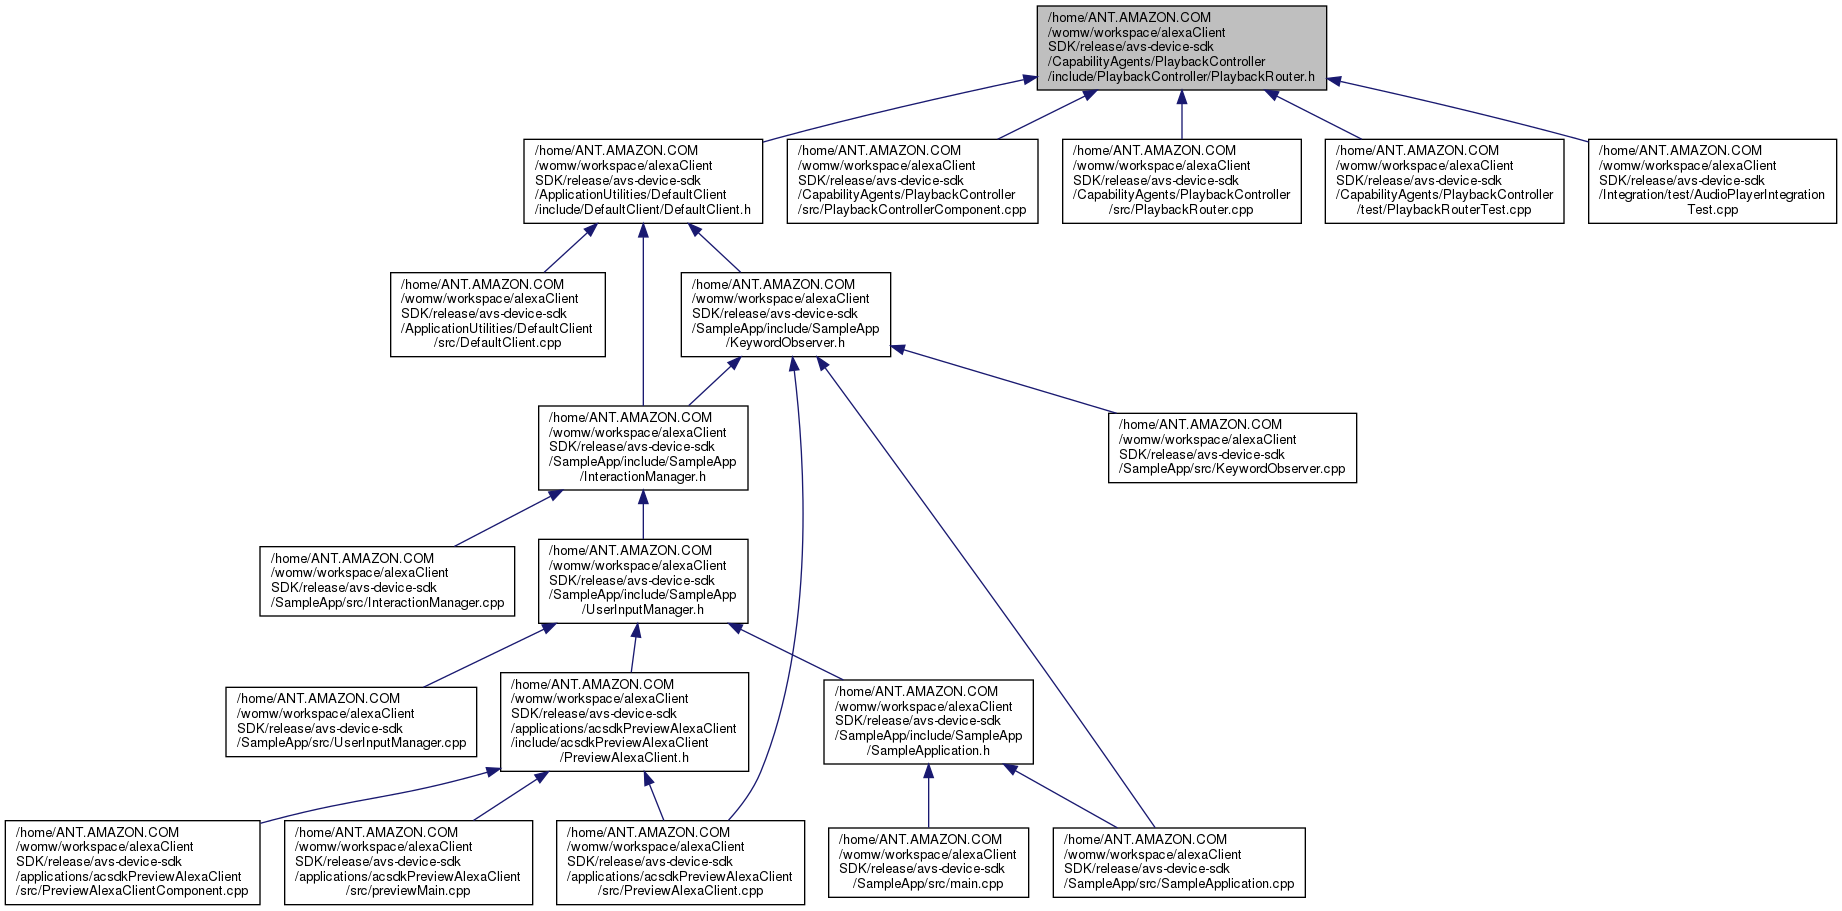 /home/ANT.AMAZON.COM
/womw/workspace/alexaClient
SDK/release/avs-device-sdk
/CapabilityAgents/PlaybackController
/include/PlaybackController/PlaybackRouter.h
/home/ANT.AMAZON.COM
/womw/workspace/alexaClient
SDK/release/avs-device-sdk
/ApplicationUtilities/DefaultClient
/include/DefaultClient/DefaultClient.h
/home/ANT.AMAZON.COM
/womw/workspace/alexaClient
SDK/release/avs-device-sdk
/CapabilityAgents/PlaybackController
/src/PlaybackControllerComponent.cpp
/home/ANT.AMAZON.COM
/womw/workspace/alexaClient
SDK/release/avs-device-sdk
/CapabilityAgents/PlaybackController
/src/PlaybackRouter.cpp
/home/ANT.AMAZON.COM
/womw/workspace/alexaClient
SDK/release/avs-device-sdk
/CapabilityAgents/PlaybackController
/test/PlaybackRouterTest.cpp
/home/ANT.AMAZON.COM
/womw/workspace/alexaClient
SDK/release/avs-device-sdk
/Integration/test/AudioPlayerIntegration
Test.cpp
/home/ANT.AMAZON.COM
/womw/workspace/alexaClient
SDK/release/avs-device-sdk
/ApplicationUtilities/DefaultClient
/src/DefaultClient.cpp
/home/ANT.AMAZON.COM
/womw/workspace/alexaClient
SDK/release/avs-device-sdk
/SampleApp/include/SampleApp
/KeywordObserver.h
/home/ANT.AMAZON.COM
/womw/workspace/alexaClient
SDK/release/avs-device-sdk
/SampleApp/include/SampleApp
/InteractionManager.h
/home/ANT.AMAZON.COM
/womw/workspace/alexaClient
SDK/release/avs-device-sdk
/SampleApp/src/KeywordObserver.cpp
/home/ANT.AMAZON.COM
/womw/workspace/alexaClient
SDK/release/avs-device-sdk
/SampleApp/src/InteractionManager.cpp
/home/ANT.AMAZON.COM
/womw/workspace/alexaClient
SDK/release/avs-device-sdk
/SampleApp/include/SampleApp
/UserInputManager.h
/home/ANT.AMAZON.COM
/womw/workspace/alexaClient
SDK/release/avs-device-sdk
/SampleApp/src/UserInputManager.cpp
/home/ANT.AMAZON.COM
/womw/workspace/alexaClient
SDK/release/avs-device-sdk
/applications/acsdkPreviewAlexaClient
/include/acsdkPreviewAlexaClient
/PreviewAlexaClient.h
/home/ANT.AMAZON.COM
/womw/workspace/alexaClient
SDK/release/avs-device-sdk
/SampleApp/include/SampleApp
/SampleApplication.h
/home/ANT.AMAZON.COM
/womw/workspace/alexaClient
SDK/release/avs-device-sdk
/applications/acsdkPreviewAlexaClient
/src/PreviewAlexaClientComponent.cpp
/home/ANT.AMAZON.COM
/womw/workspace/alexaClient
SDK/release/avs-device-sdk
/applications/acsdkPreviewAlexaClient
/src/previewMain.cpp
/home/ANT.AMAZON.COM
/womw/workspace/alexaClient
SDK/release/avs-device-sdk
/applications/acsdkPreviewAlexaClient
/src/PreviewAlexaClient.cpp
/home/ANT.AMAZON.COM
/womw/workspace/alexaClient
SDK/release/avs-device-sdk
/SampleApp/src/main.cpp
/home/ANT.AMAZON.COM
/womw/workspace/alexaClient
SDK/release/avs-device-sdk
/SampleApp/src/SampleApplication.cpp